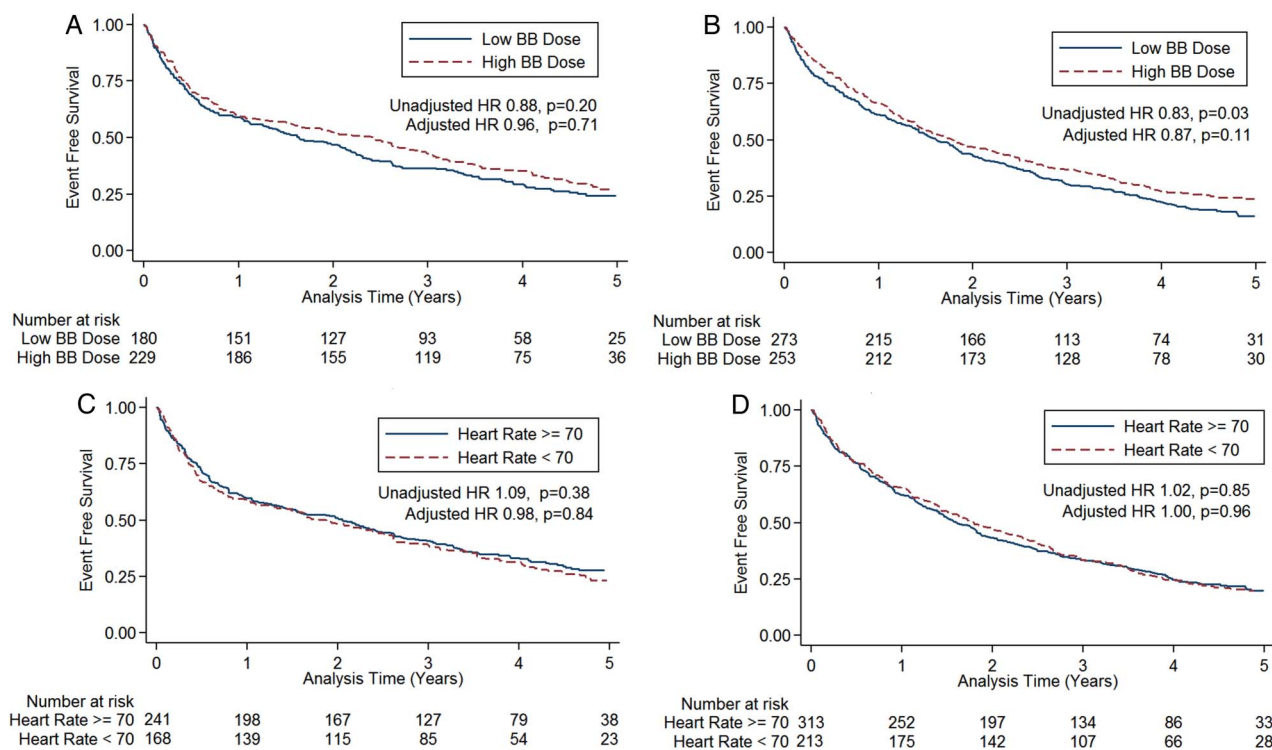 A
Low BB Dose
High BB Dose
Unadjusted HR 0.88, p=0.20
Adjusted HR 0.96, p=0.71
Event Free Survival
1.00
0.75
0.50
0.25
0.00
0 1 2 3 4 5
Analysis Time (Years)
Number at risk
Low BB Dose 180 151 127 93 58 25
High BB Dose 229 186 155 119 75 36
B
Low BB Dose
High BB Dose
Unadjusted HR 0.83, p=0.03
Adjusted HR 0.87, p=0.11
Event Free Survival
1.00
0.75
0.50
0.25
0.00
0 1 2 3 4 5
Analysis Time (Years)
Number at risk
Low BB Dose 273 215 166 113 74 31
High BB Dose 253 212 173 128 78 30
C
Heart Rate >= 70
Heart Rate < 70
Unadjusted HR 1.09, p=0.38
Adjusted HR 0.98, p=0.84
Event Free Survival
1.00
0.75
0.50
0.25
0.00
0 1 2 3 4 5
Analysis Time (Years)
Number at risk
Heart Rate >= 70 241 198 167 127 79 38
Heart Rate < 70 168 139 115 85 54 23
D
Heart Rate >= 70
Heart Rate < 70
Unadjusted HR 1.02, p=0.85
Adjusted HR 1.00, p=0.96
Event Free Survival
1.00
0.75
0.50
0.25
0.00
0 1 2 3 4 5
Analysis Time (Years)
Number at risk
Heart Rate >= 70 313 252 197 134 86 33
Heart Rate < 70 213 175 142 107 66 28